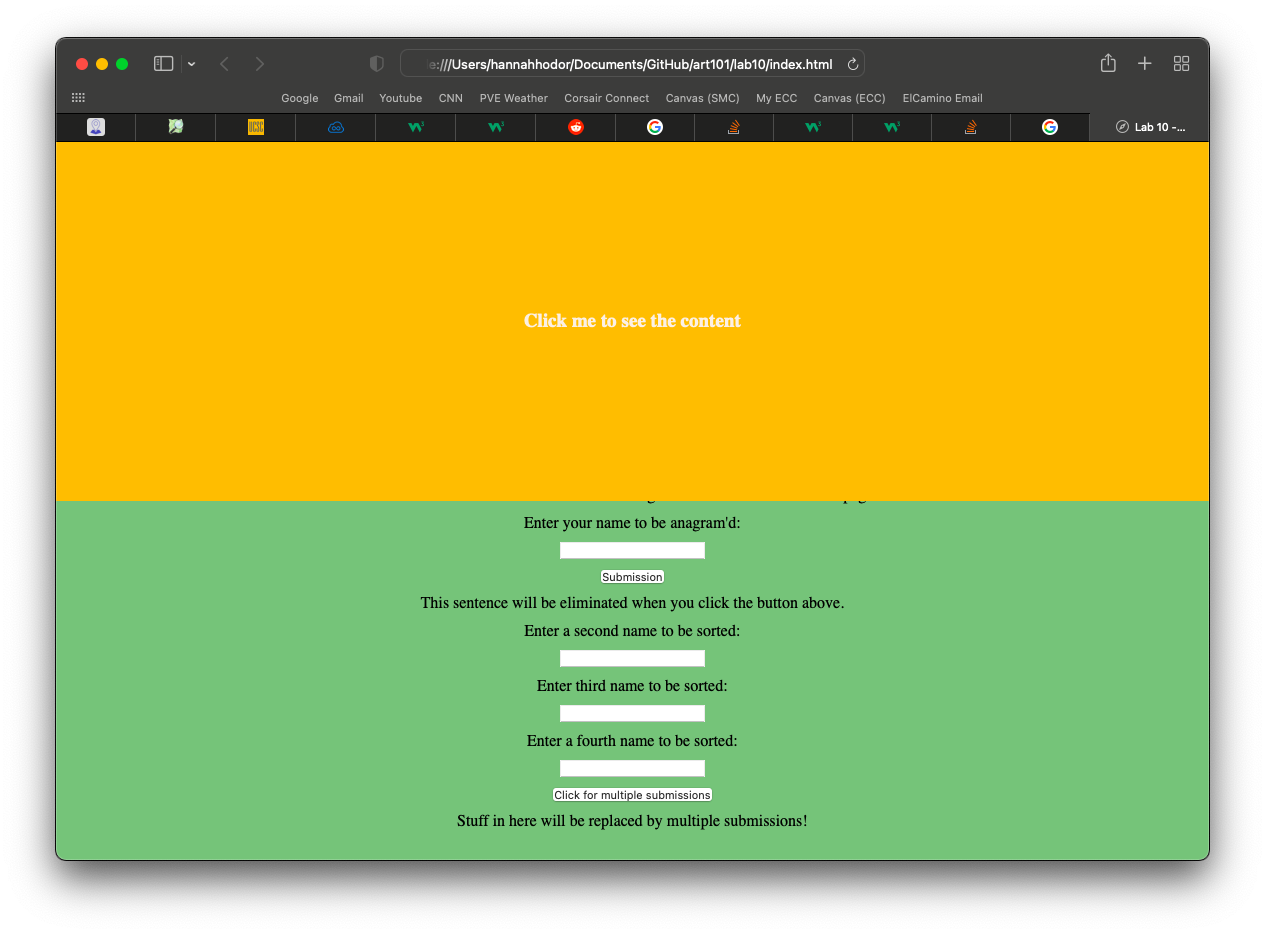 e:///Users/hannahhodor/Documents/GitHub/art101/lab10/index.html
Google Gmail Youtube CNN PVE Weather Corsair Connect Canvas (SMC) My ECC Canvas (ECC) ElCamino Email
UCSC Lab 10 -...
Click me to see the content
Enter your name to be anagram'd:
Submission
This sentence will be eliminated when you click the button above.
Enter a second name to be sorted:
Enter third name to be sorted:
Enter a fourth name to be sorted:
Click for multiple submissions
Stuff in here will be replaced by multiple submissions!